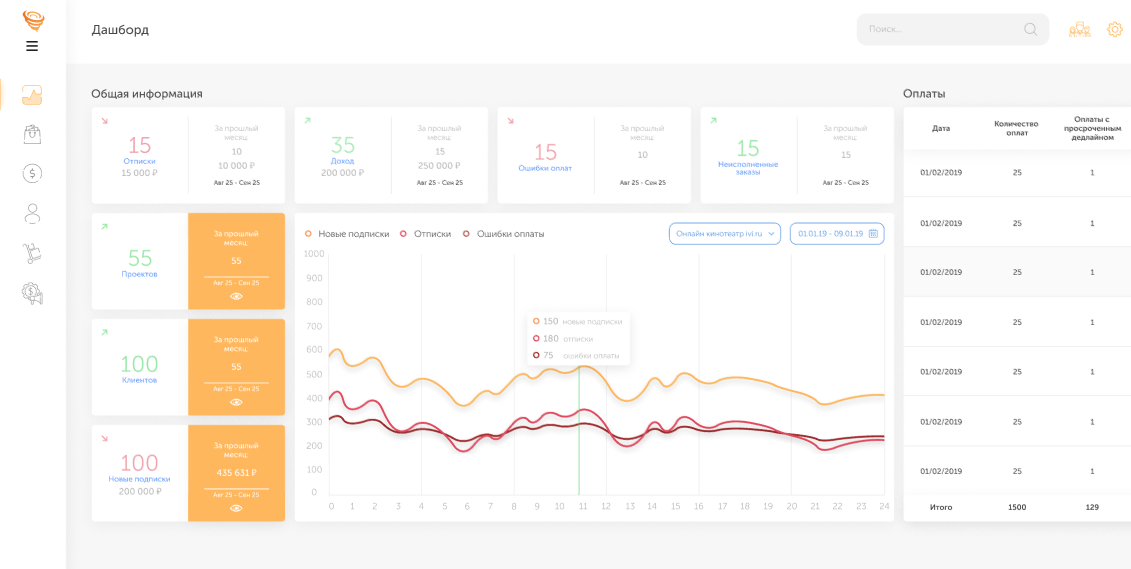 Дашборд
Поиск...
Общая информация
15
Отписки
15 000 ₽
За прошлый
месяц:
10
10 000 ₽
Авг 25 - Сен 25
35
Доход
200 000 ₽
За прошлый
месяц:
15
250 000 ₽
Авг 25 - Сен 25
15
Ошибки оплат
За прошлый
месяц:
10
Авг 25 - Сен 25
15
Неисполненные
заказы
За прошлый
месяц:
15
Авг 25 - Сен 25
55
Проектов
За прошлый
месяц:
55
Авг 25 - Сен 25
100
Клиентов
За прошлый
месяц:
55
Авг 25 - Сен 25
100
Новые подписки
200 000 ₽
За прошлый
месяц:
435 631 ₽
Авг 25 - Сен 25
Новые подписки Отписки Ошибки оплаты
Онлайн кинотеатр ivi.ru
01.01.19 - 09.01.19
1000
900
800
700
600
500
400
300
200
100
0
150 новые подписки
180 отписки
75 ошибки оплаты
0 1 2 3 4 5 6 7 8 9 10 11 12 13 14 15 16 17 18 19 20 21 22 23 24
Оплаты
Дата
Количество
оплат
Оплаты с
просроченным
дедлайном
01/02/2019 25 1
01/02/2019 25 1
01/02/2019 25 1
01/02/2019 25 1
01/02/2019 25 1
01/02/2019 25 1
01/02/2019 25 1
Итого 1500 129